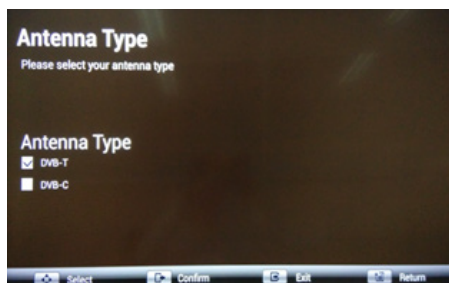 Antenna Type
Please select your antenna type
Antenna Type
DVB-T
DVB-C
Select Confirm Exit Return